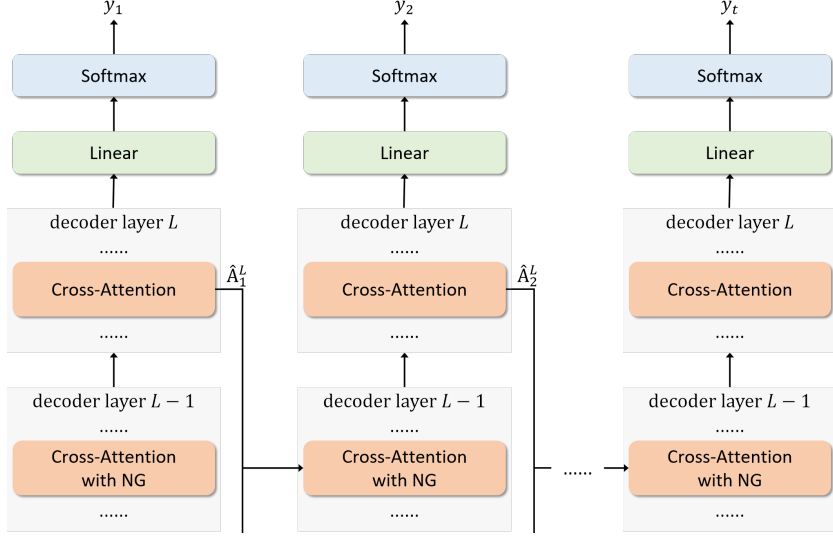 y₁ y₂ yₜ
Softmax Softmax Softmax
Linear Linear Linear
decoder layer L decoder layer L decoder layer L
...... ...... ......
Cross-Attention Â₁ᴸ Cross-Attention Â₂ᴸ Cross-Attention
...... ...... ......
decoder layer L − 1 decoder layer L − 1 decoder layer L − 1
...... ...... ......
Cross-Attention Cross-Attention Cross-Attention
with NG with NG ...... with NG
...... ...... ......